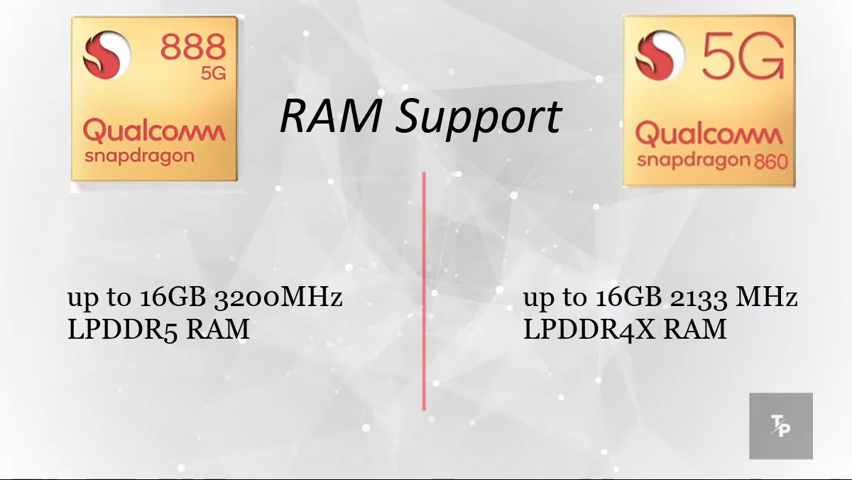 888
5G
Qualcomm
snapdragon
RAM Support
5G
Qualcomm
snapdragon 860
up to 16GB 3200MHz
LPDDR5 RAM
up to 16GB 2133 MHz
LPDDR4X RAM
T/P